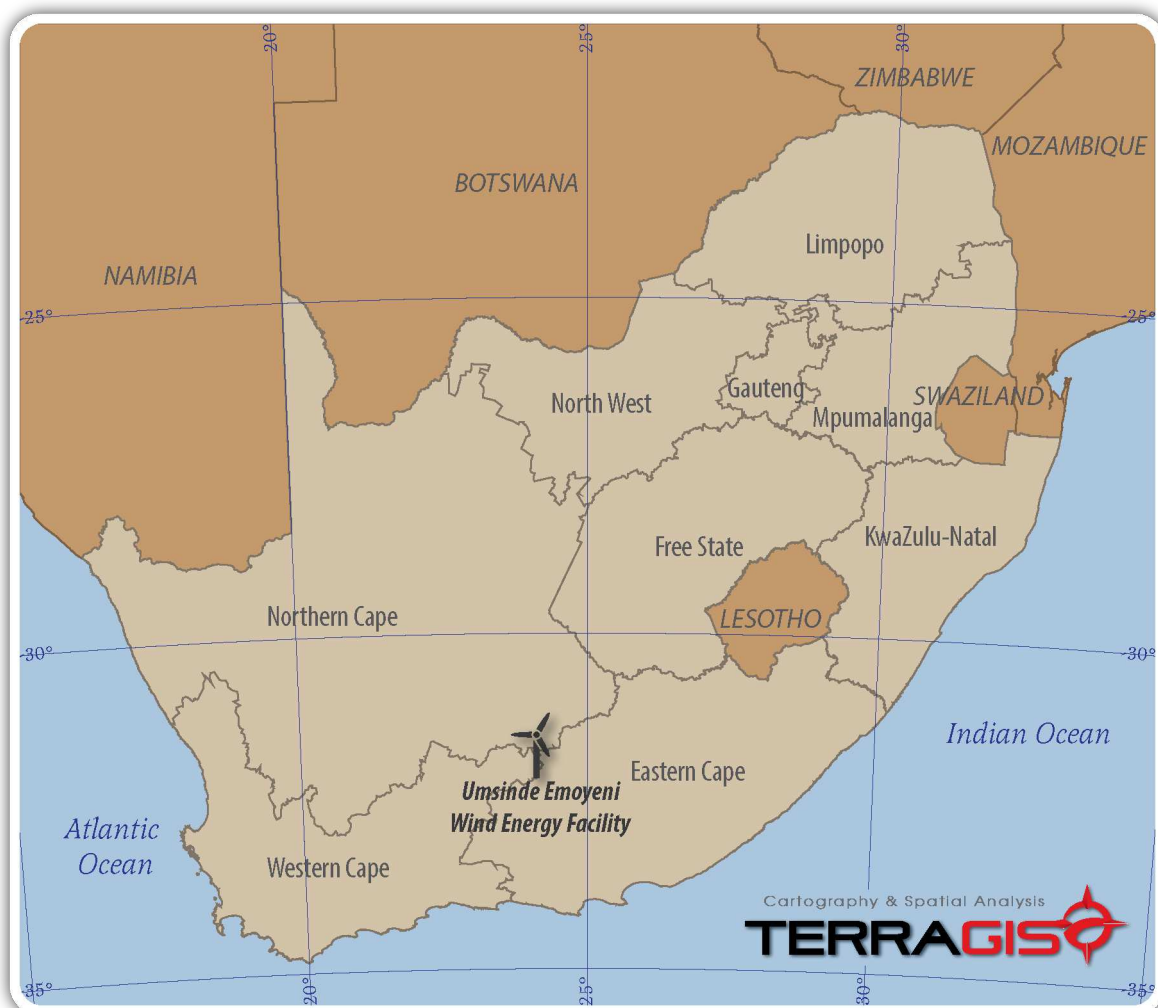 20°
25°
30°
ZIMBABWE
MOZAMBIQUE
BOTSWANA
Limpopo
NAMIBIA
-25°
-25°
North West
Gauteng
SWAZILAND
Mpumalanga
Free State
KwaZulu-Natal
Northern Cape
LESOTHO
-30°
-30°
Indian Ocean
Eastern Cape
Umsinde Emoyeni
Wind Energy Facility
Atlantic
Ocean
Western Cape
Cartography & Spatial Analysis
TERRAGIS
-35°
20°
25°
30°
-35°